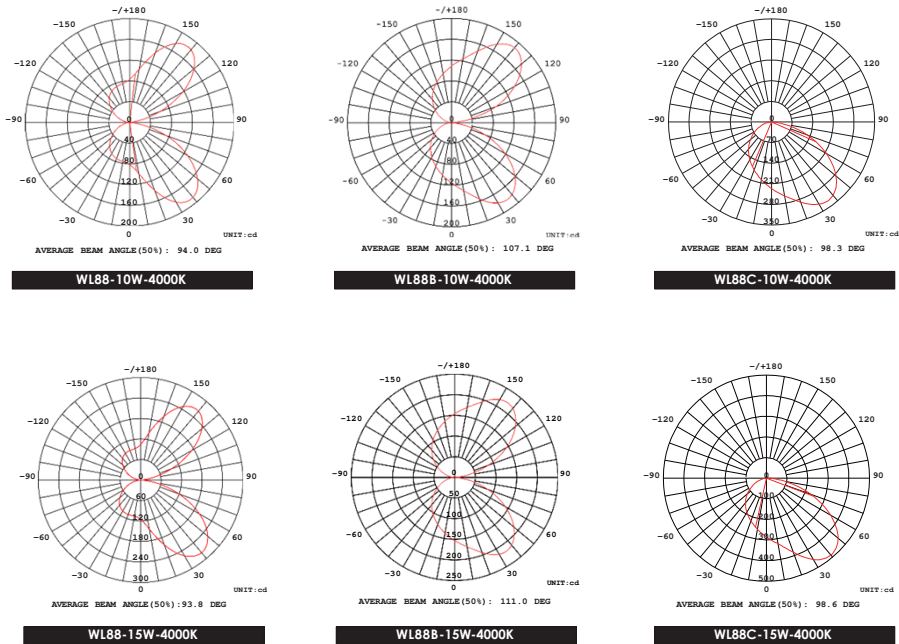 -/+180 -/+180 -/+180
-150 150 -150 150 -150 150
-120 120 -120 120 -120 120
-90 0 90 -90 0 90 -90 0 90
40 40 70
80 80 140
-60 120 60 -60 120 60 -60 210 60
160 160 280
-30 200 30 -30 200 30 -30 350 30
0 UNIT:cd 0 UNIT:cd 0 UNIT:cd
AVERAGE BEAM ANGLE(50%): 94.0 DEG AVERAGE BEAM ANGLE(50%): 107.1 DEG AVERAGE BEAM ANGLE(50%): 98.3 DEG
WL88-10W-4000K WL88B-10W-4000K WL88C-10W-4000K
-/+180 -/+180 -/+180
-150 150 -150 150 -150 150
-120 120 -120 120 -120 120
-90 0 90 -90 0 90 -90 0 90
60 50 100
120 100 200
-60 180 60 -60 150 60 -60 300 60
240 200 400
-30 300 30 -30 250 30 -30 500 30
0 UNIT:cd 0 UNIT:cd 0 UNIT:cd
AVERAGE BEAM ANGLE(50%):93.8 DEG AVERAGE BEAM ANGLE(50%): 111.0 DEG AVERAGE BEAM ANGLE(50%): 98.6 DEG
WL88-15W-4000K WL88B-15W-4000K WL88C-15W-4000K